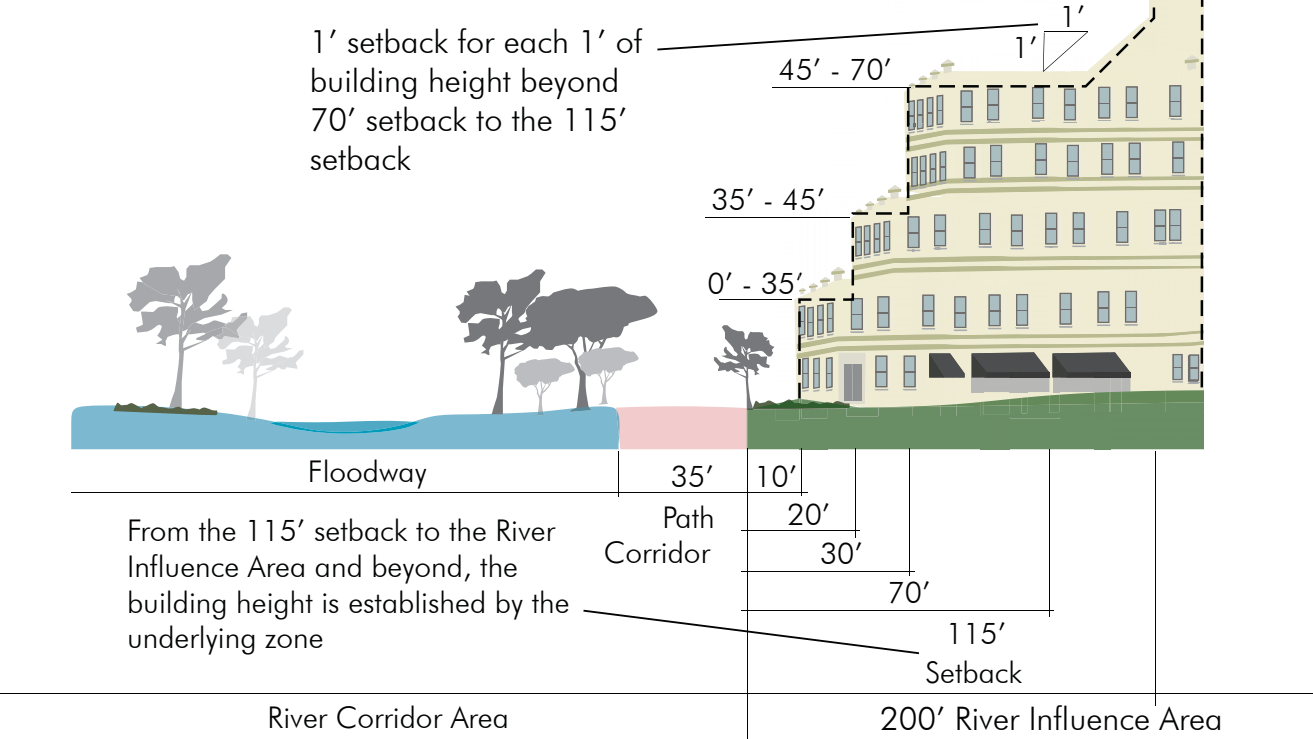 1’
1’ setback for each 1’ of
1’
building height beyond
45’ - 70’
70’ setback to the 115’
setback
35’ - 45’
0’ - 35’
Floodway
35’
10’
Path
Corridor
20’
30’
70’
115’
Setback
From the 115’ setback to the River
Influence Area and beyond, the
building height is established by the
underlying zone
River Corridor Area
200’ River Influence Area